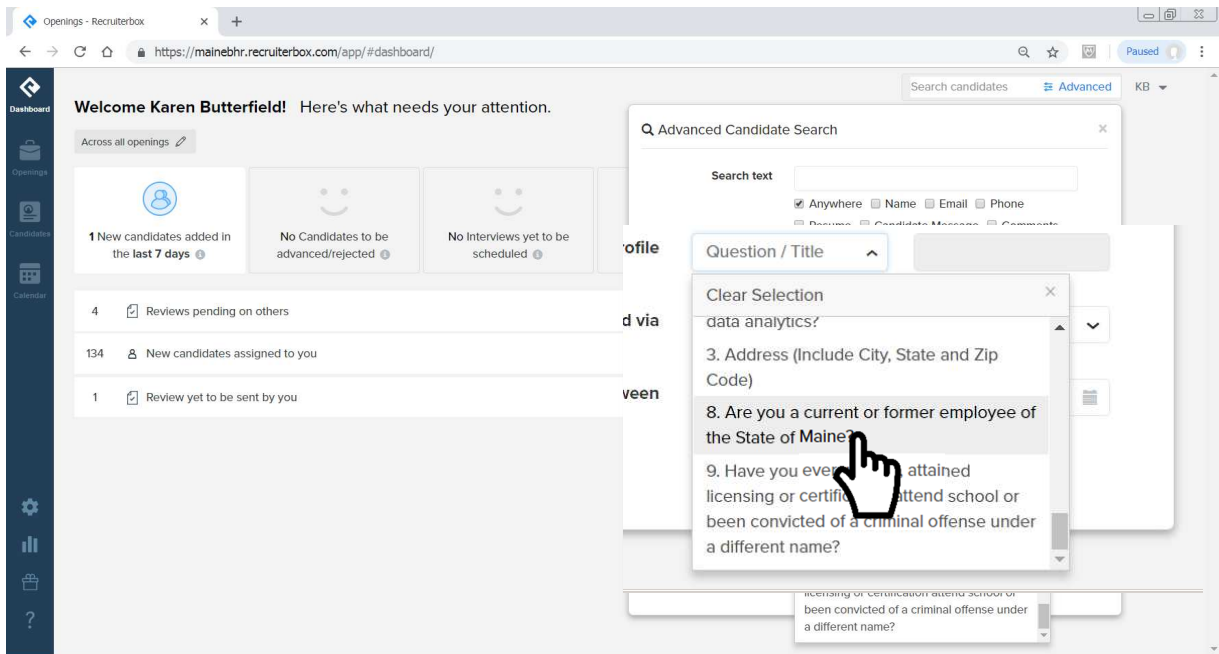 Openings - Recruiterbox
https://mainebhr.recruiterbox.com/app/#dashboard/
Paused
Dashboard
Openings
Candidates
Calendar
Search candidates
Advanced
KB
Welcome Karen Butterfield! Here's what needs your attention.
Across all openings
1 New candidates added in
the last 7 days
No Candidates to be
advanced/rejected
No Interviews yet to be
scheduled
4 Reviews pending on others
134 New candidates assigned to you
1 Review yet to be sent by you
Advanced Candidate Search
Search text
Anywhere Name Email Phone
Resume Candidate Message Comments
ofile
Question / Title
d via
Clear Selection
data analytics?
3. Address (Include City, State and Zip
Code)
veen
8. Are you a current or former employee of
the State of Maine?
9. Have you ever attained
licensing or certific attend school or
been convicted of a criminal offense under
a different name?
licensing or certification attend school or
been convicted of a criminal offense under
a different name?
?